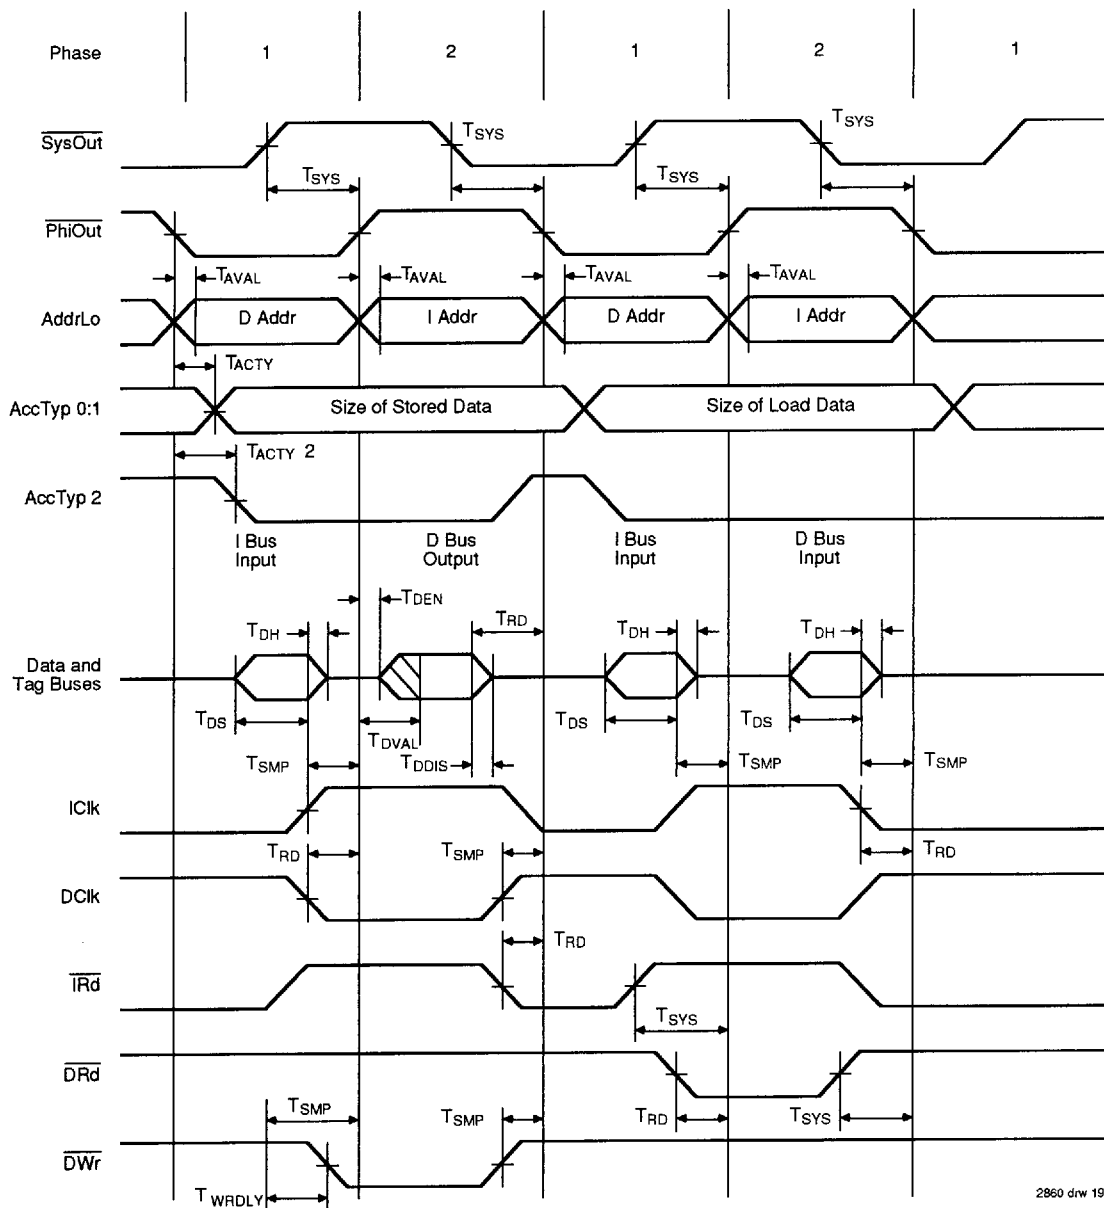 Phase 1 2 1 2 1
SysOut
TSYS TSYS
TSYS TSYS
PhiOut
TAVAL TAVAL TAVAL TAVAL
AddrLo D Addr I Addr D Addr I Addr
TACTY
AccTyp 0:1 Size of Stored Data Size of Load Data
TACTY 2
AccTyp 2
I Bus Input D Bus Output I Bus Input D Bus Input
TDEN
TDH TRD TDH TDH
Data and
Tag Buses
TDS TDVAL TDS TDS
TSMP TDDIS TSMP TSMP
IClk
TRD TSMP TRD
DClk
TRD
IRd
TSYS
DRd
TSMP TSMP TRD TSYS
DWr
TWRDLY
2860 drw 19